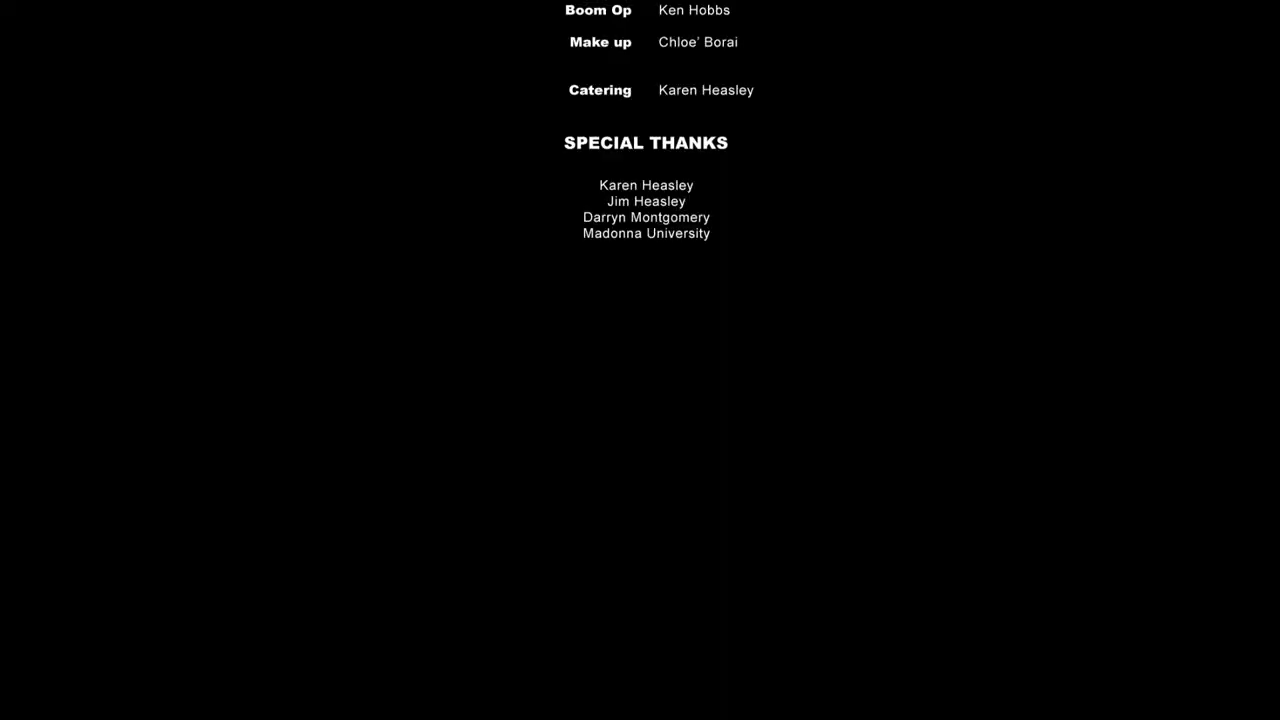 Boom Op Ken Hobbs
Make up Chloe' Borai
Catering Karen Heasley
SPECIAL THANKS
Karen Heasley
Jim Heasley
Darryn Montgomery
Madonna University